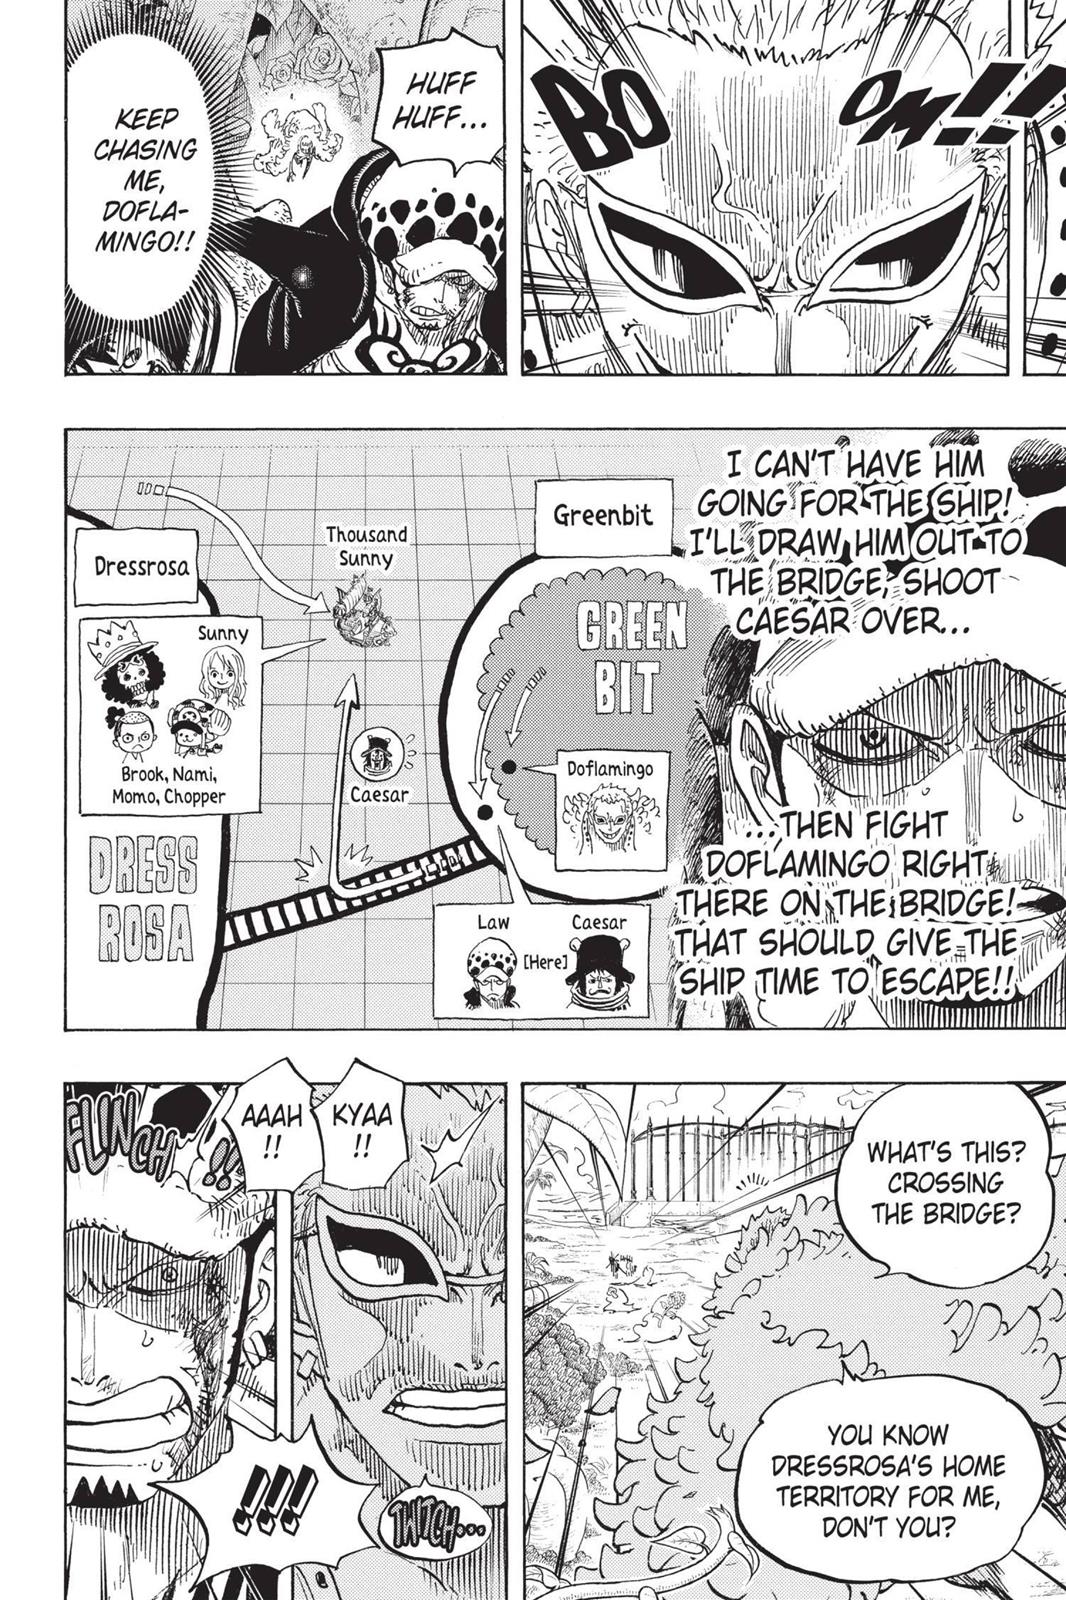 BO
OM!!
HUFF
HUFF...
KEEP
CHASING
ME,
DOFLA-
MINGO!!
I CAN'T HAVE HIM
GOING FOR THE SHIP!
I'LL DRAW HIM OUT TO
THE BRIDGE, SHOOT
CAESAR OVER...
...THEN FIGHT
DOFLAMINGO RIGHT
THERE ON THE BRIDGE!
THAT SHOULD GIVE THE
SHIP TIME TO ESCAPE!!
Greenbit
GREEN
BIT
Doflamingo
Thousand
Sunny
Dressrosa
Sunny
Brook, Nami,
Momo, Chopper
Caesar
DRESS
ROSA
Law
[Here]
Caesar
WHAT'S THIS?
CROSSING
THE BRIDGE?
YOU KNOW
DRESSROSA'S HOME
TERRITORY FOR ME,
DON'T YOU?
KYAA
!!
AAAH
!!
FLINCH
!!
!!!
TWITCH...